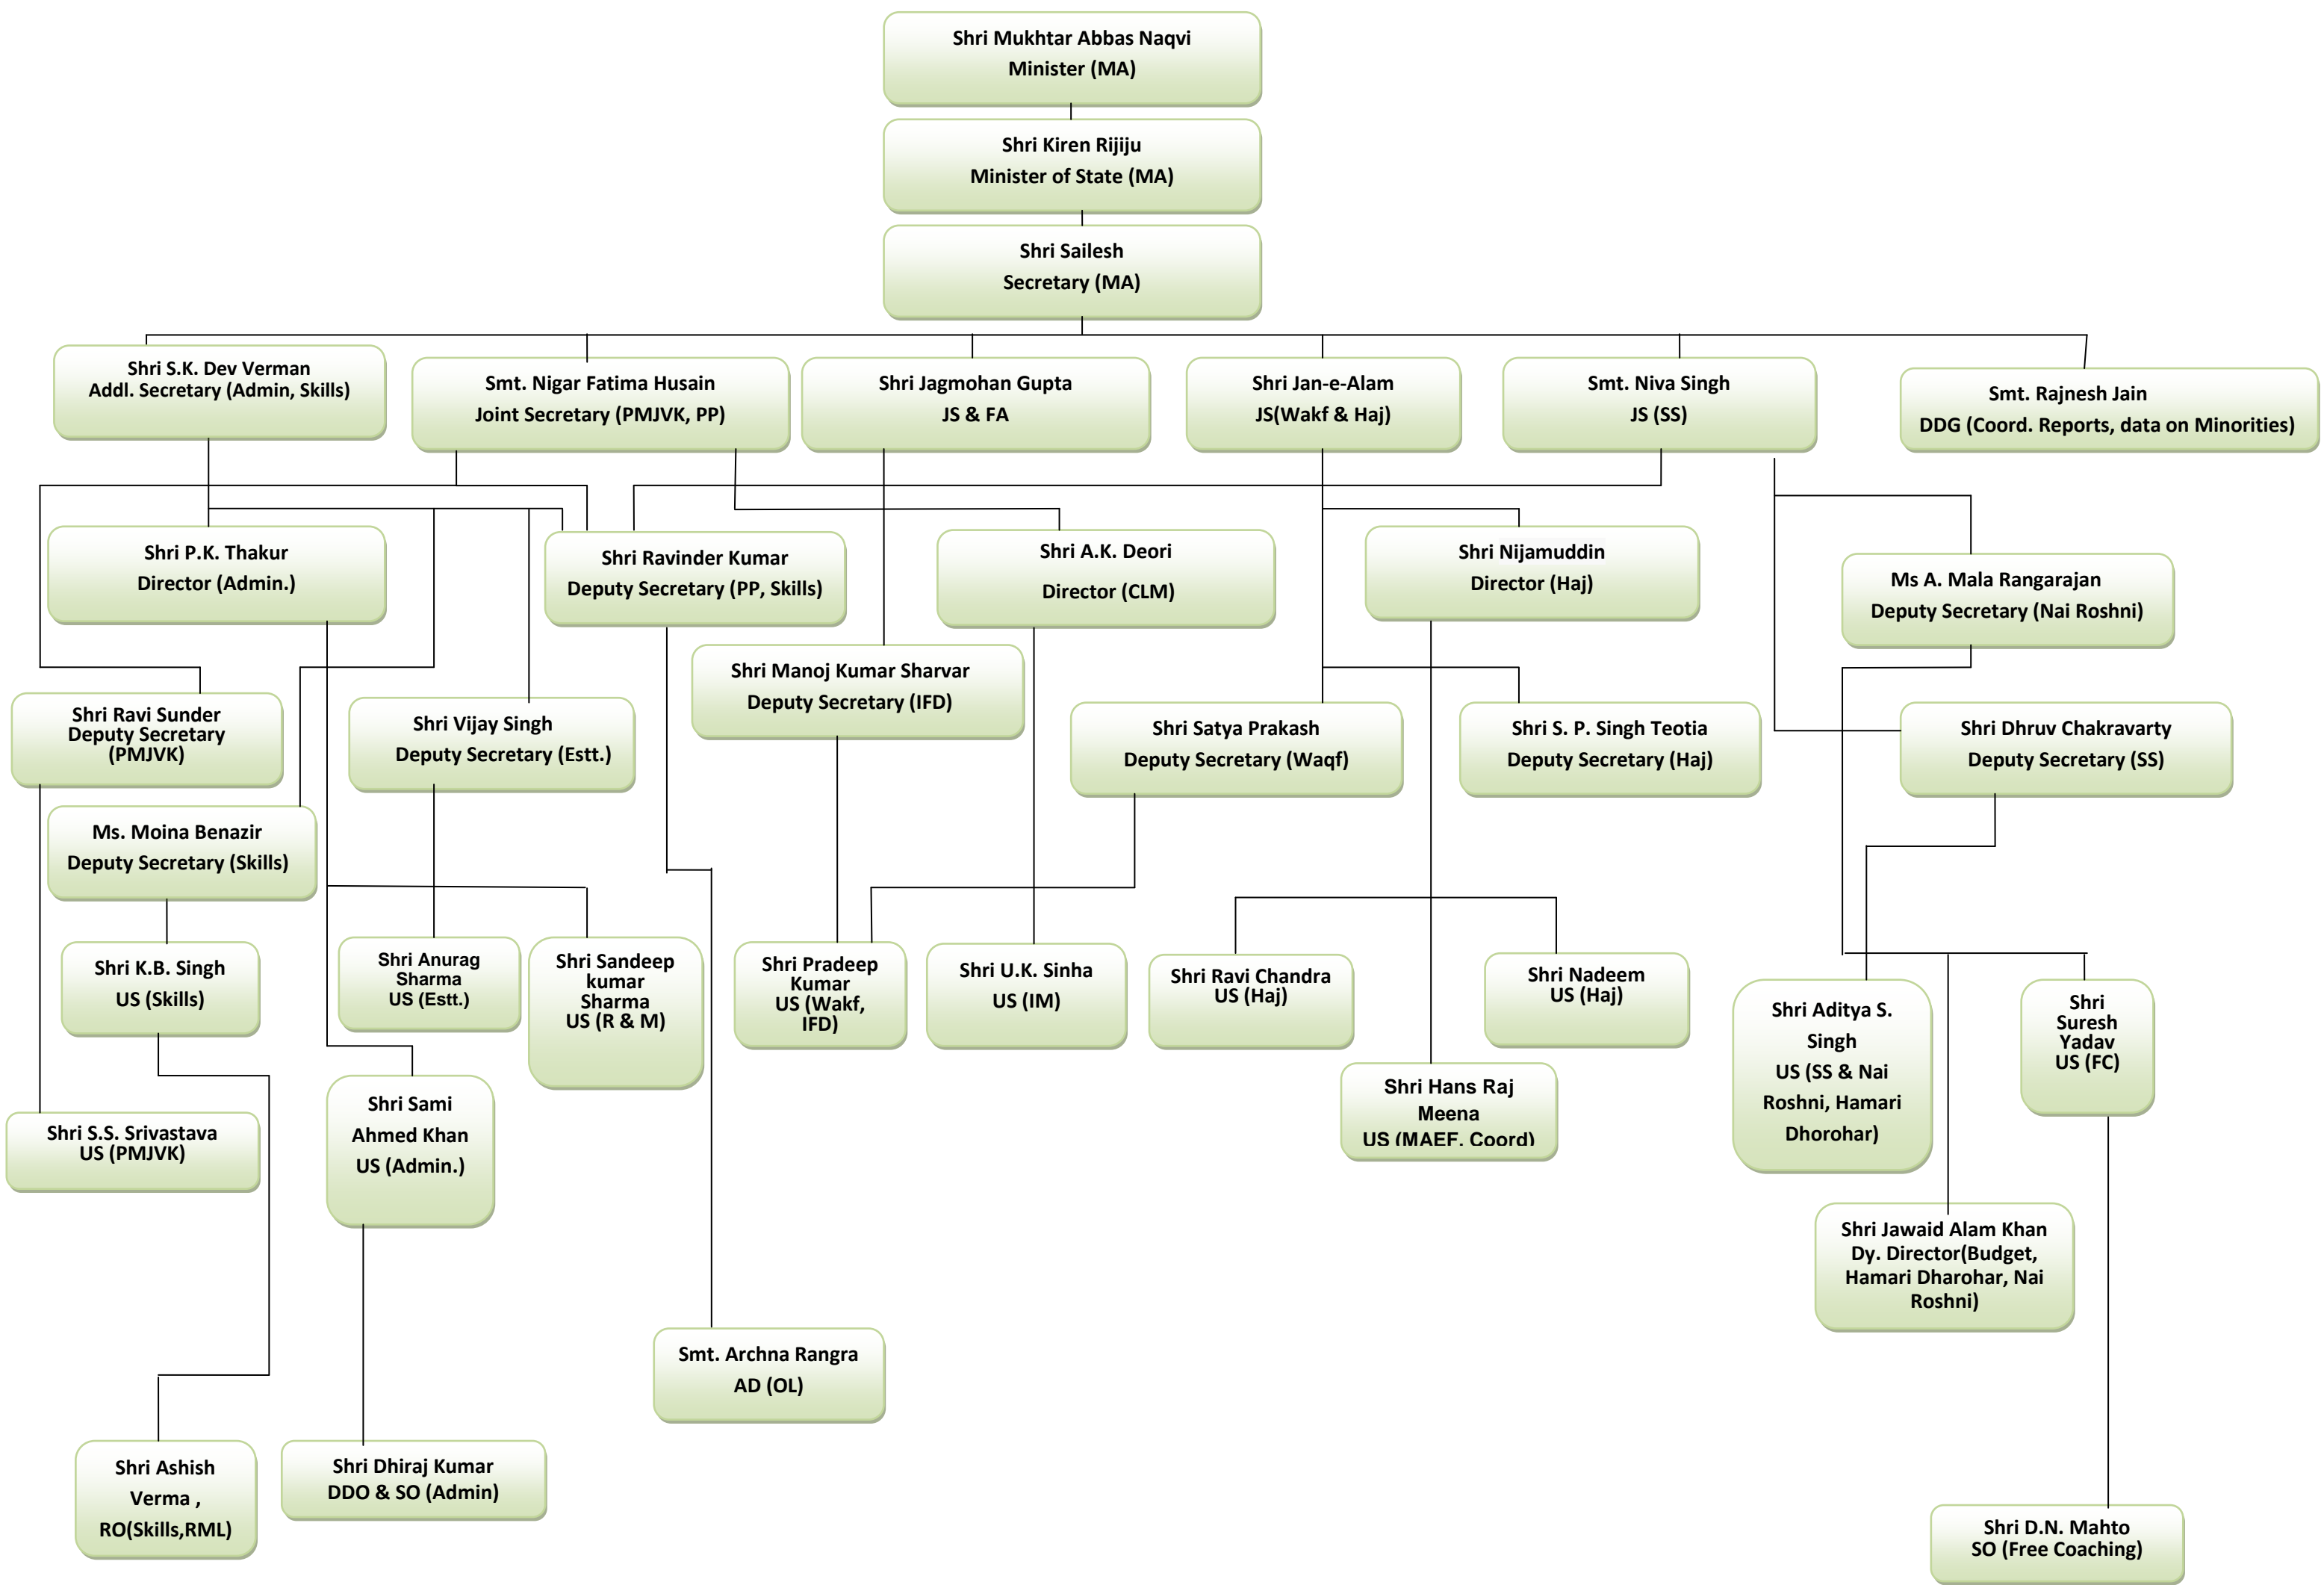 Shri Mukhtar Abbas Naqvi
Minister (MA)
Shri Kiren Rijiju
Minister of State (MA)
Shri Sailesh
Secretary (MA)
Shri S.K. Dev Verman
Addl. Secretary (Admin, Skills)
Smt. Nigar Fatima Husain
Joint Secretary (PMJVK, PP)
Shri Jagmohan Gupta
JS & FA
Shri Jan-e-Alam
JS(Wakf & Haj)
Smt. Niva Singh
JS (SS)
Smt. Rajnesh Jain
DDG (Coord. Reports, data on Minorities)
Shri P.K. Thakur
Director (Admin.)
Shri Ravinder Kumar
Deputy Secretary (PP, Skills)
Shri A.K. Deori
Director (CLM)
Shri Nijamuddin
Director (Haj)
Ms A. Mala Rangarajan
Deputy Secretary (Nai Roshni)
Shri Manoj Kumar Sharvar
Deputy Secretary (IFD)
Shri Ravi Sunder
Deputy Secretary
(PMJVK)
Shri Vijay Singh
Deputy Secretary (Estt.)
Shri Satya Prakash
Deputy Secretary (Waqf)
Shri S. P. Singh Teotia
Deputy Secretary (Haj)
Shri Dhruv Chakravarty
Deputy Secretary (SS)
Ms. Moina Benazir
Deputy Secretary (Skills)
Shri K.B. Singh
US (Skills)
Shri Anurag
Sharma
US (Estt.)
Shri Sandeep
kumar
Sharma
US (R & M)
Shri Pradeep
Kumar
US (Wakf,
IFD)
Shri U.K. Sinha
US (IM)
Shri Ravi Chandra
US (Haj)
Shri Nadeem
US (Haj)
Shri Aditya S.
Singh
US (SS & Nai
Roshni, Hamari
Dhorohar)
Shri
Suresh
Yadav
US (FC)
Shri S.S. Srivastava
US (PMJVK)
Shri Sami
Ahmed Khan
US (Admin.)
Shri Hans Raj
Meena
US (MAEF, Coord)
Shri Jawaid Alam Khan
Dy. Director(Budget,
Hamari Dharohar, Nai
Roshni)
Smt. Archna Rangra
AD (OL)
Shri Ashish
Verma ,
RO(Skills,RML)
Shri Dhiraj Kumar
DDO & SO (Admin)
Shri D.N. Mahto
SO (Free Coaching)